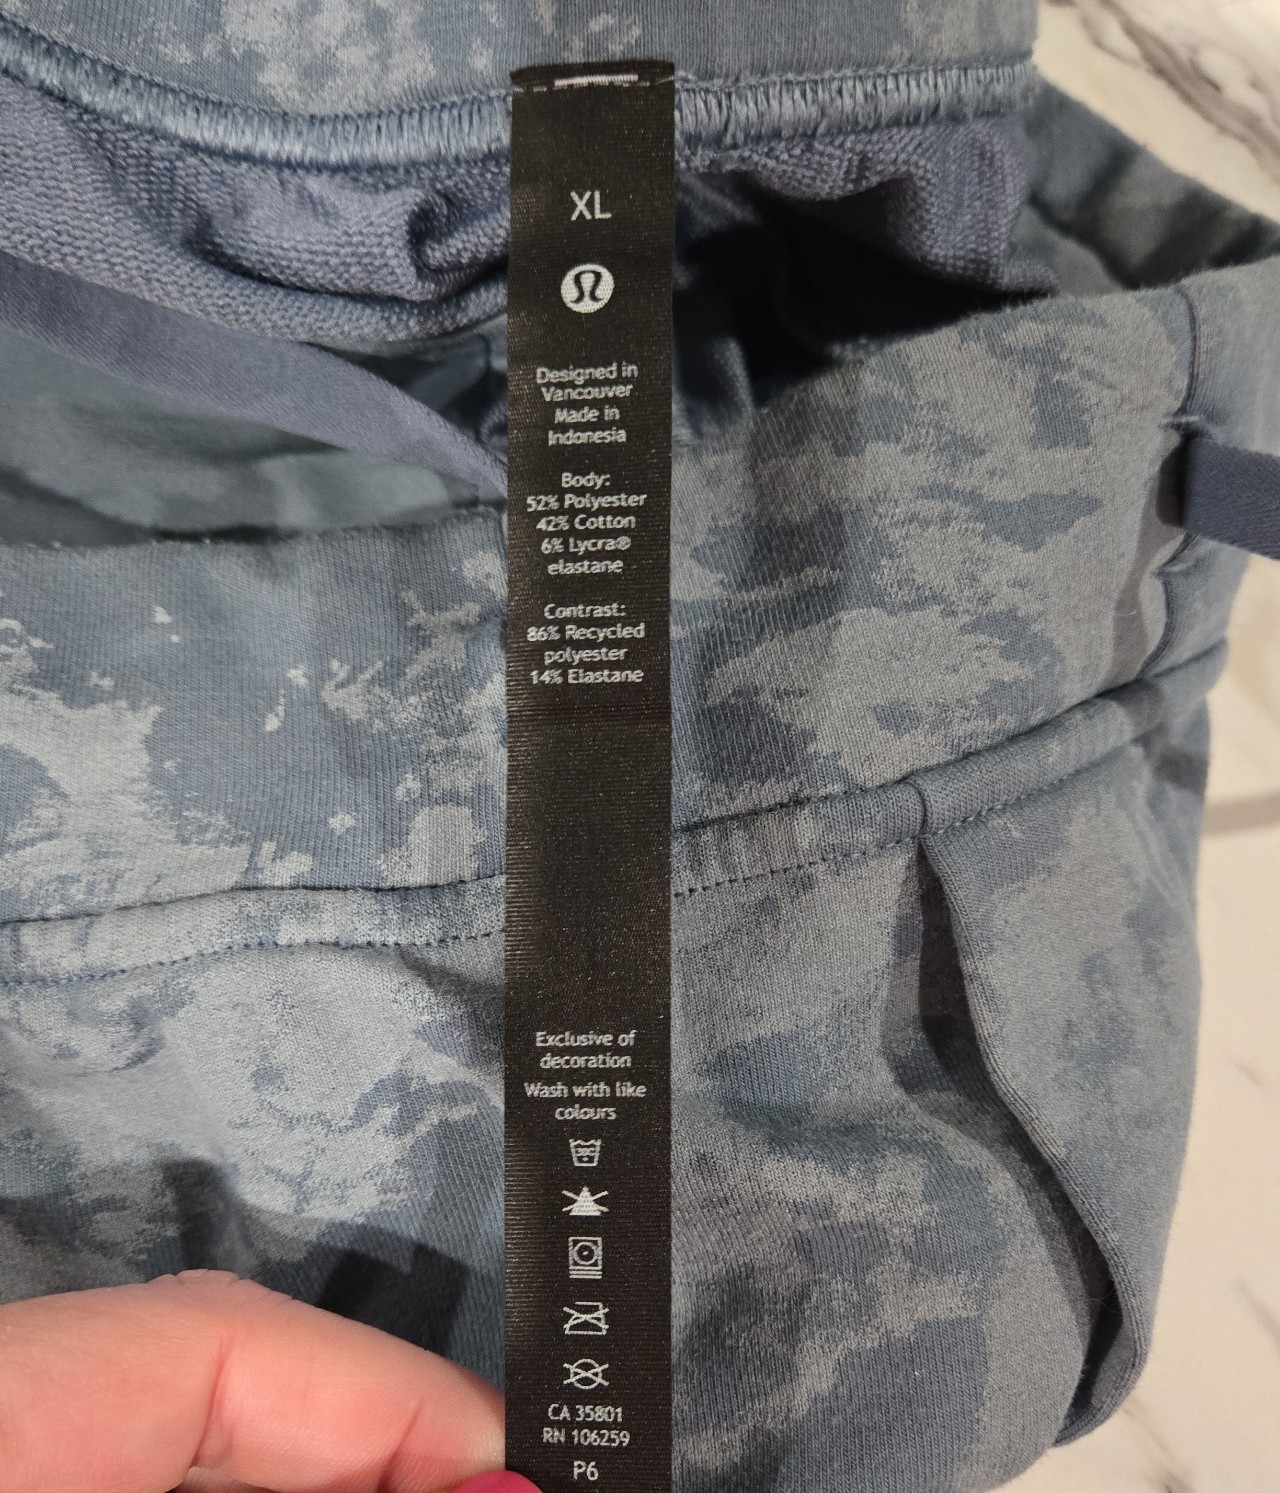 XL
Designed in
Vancouver
Made in
Indonesia
Body:
52% Polyester
42% Cotton
6% Lycra®
elastane
Contrast:
86% Recycled
polyester
14% Elastane
Exclusive of
decoration
Wash with like
colours
30C
CA 35801
RN 106259
P6